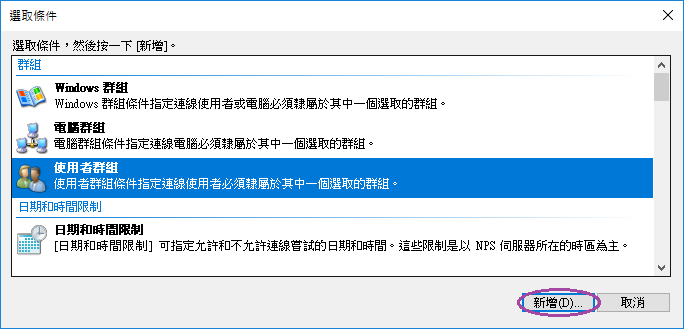 選取條件
選取條件，然後按一下 [新增]。
群組
Windows 群組
Windows 群組條件指定連線使用者或電腦必須隸屬於其中一個選取的群組。
電腦群組
電腦群組條件指定連線電腦必須隸屬於其中一個選取的群組。
使用者群組
使用者群組條件指定連線使用者必須隸屬於其中一個選取的群組。
日期和時間限制
日期和時間限制
[日期和時間限制] 可指定允許和不允許連線嘗試的日期和時間。這些限制是以 NPS 伺服器所在的時區為主。
新增(D)... 取消